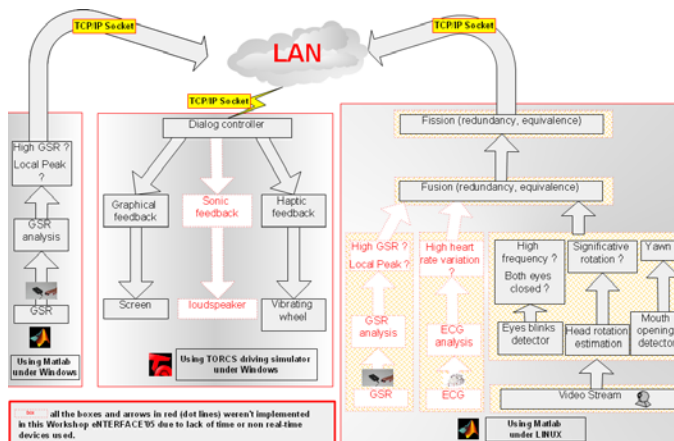 TCP/IP Socket
TCP/IP Socket
LAN
TCP/IP Socket
High GSR ?
Local Peak
?
GSR
analysis
GSR
Using Matlab
under Windows
Dialog controller
Graphical
feedback
Sonic
feedback
Haptic
feedback
Screen
loudspeaker
Vibrating
wheel
Using TORCS driving simulator
under Windows
Fission (redundancy, equivalence)
Fusion (redundancy, equivalence)
High GSR ?
Local Peak ?
High heart
rate variation
?
High
frequency ?
Both eyes
closed ?
Significative
rotation ?
Yawn ?
GSR
analysis
ECG
analysis
Eyes blinks
detector
Head rotation
estimation
Mouth
opening
detector
GSR
ECG
Video Stream
Using Matlab
under LINUX
all the boxes and arrows in red (dot lines) weren't implemented
in this Workshop eNTERFACE'05 due to lack of time or non real-time
devices used.